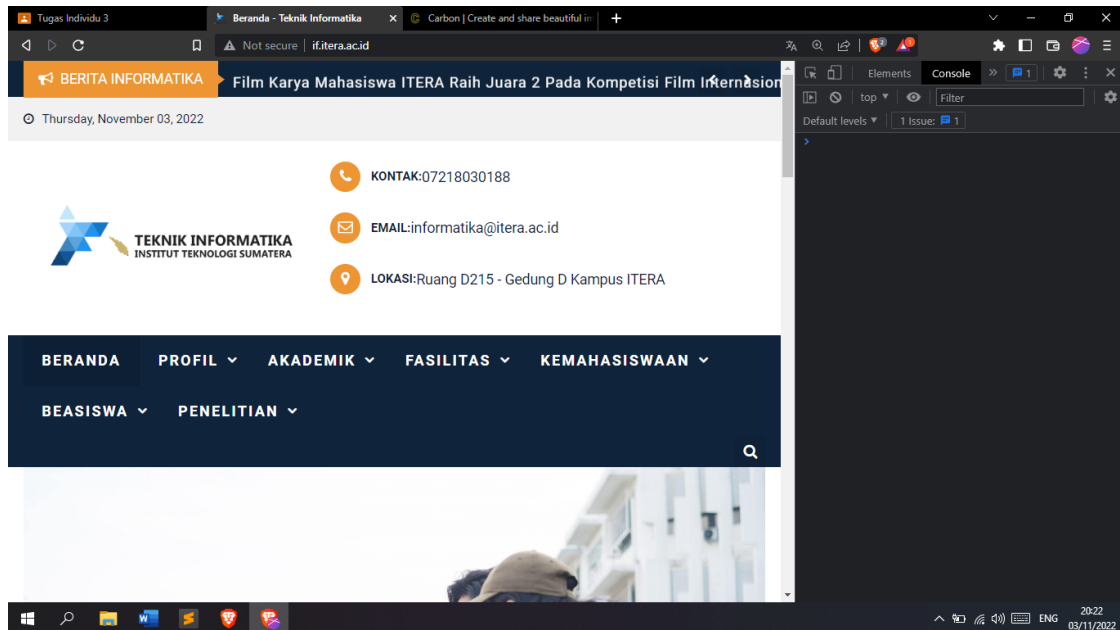 Tugas Individu 3
Beranda - Teknik Informatika
Carbon | Create and share beautiful im
Not secure | if.itera.ac.id
BERITA INFORMATIKA
Film Karya Mahasiswa ITERA Raih Juara 2 Pada Kompetisi Film Internasion
Thursday, November 03, 2022
TEKNIK INFORMATIKA
INSTITUT TEKNOLOGI SUMATERA
KONTAK:07218030188
EMAIL:informatika@itera.ac.id
LOKASI:Ruang D215 - Gedung D Kampus ITERA
BERANDA PROFIL AKADEMIK FASILITAS KEMAHASISWAAN
BEASISWA PENELITIAN
Elements Console » 1
top Filter
Default levels 1 Issue: 1
20:22
ENG
03/11/2022